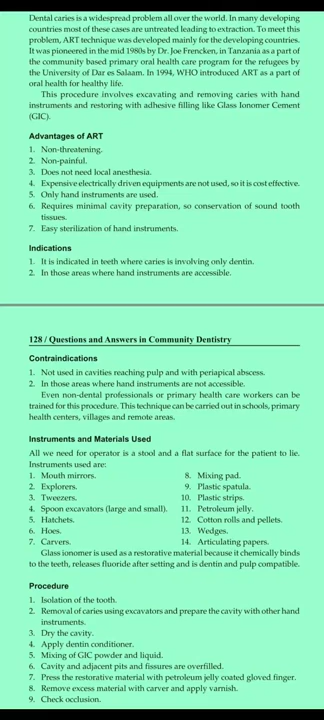 Dental caries is a widespread problem all over the world. In many developing
countries most of these cases are untreated leading to extraction. To meet this
problem, ART technique was developed mainly for the developing countries.
It was pioneered in the mid 1980s by Dr. Joe Frencken, in Tanzania as a part of
the community based primary oral health care program for the refugees by
the University of Dar es Salaam. In 1994, WHO introduced ART as a part of
oral health for healthy life.
This procedure involves excavating and removing caries with hand
instruments and restoring with adhesive filling like Glass Ionomer Cement
(GIC).
Advantages of ART
1. Non-threatening.
2. Non-painful.
3. Does not need local anesthesia.
4. Expensive electrically driven equipments are not used, so it is cost effective.
5. Only hand instruments are used.
6. Requires minimal cavity preparation, so conservation of sound tooth
tissues.
7. Easy sterilization of hand instruments.
Indications
1. It is indicated in teeth where caries is involving only dentin.
2. In those areas where hand instruments are accessible.
128 / Questions and Answers in Community Dentistry
Contraindications
1. Not used in cavities reaching pulp and with periapical abscess.
2. In those areas where hand instruments are not accessible.
Even non-dental professionals or primary health care workers can be
trained for this procedure. This technique can be carried out in schools, primary
health centers, villages and remote areas.
Instruments and Materials Used
All we need for operator is a stool and a flat surface for the patient to lie.
Instruments used are:
1. Mouth mirrors.
2. Explorers.
3. Tweezers.
4. Spoon excavators (large and small).
5. Hatchets.
6. Hoes.
7. Carvers.
8. Mixing pad.
9. Plastic spatula.
10. Plastic strips.
11. Petroleum jelly.
12. Cotton rolls and pellets.
13. Wedges.
14. Articulating papers.
Glass ionomer is used as a restorative material because it chemically binds
to the teeth, releases fluoride after setting and is dentin and pulp compatible.
Procedure
1. Isolation of the tooth.
2. Removal of caries using excavators and prepare the cavity with other hand
instruments.
3. Dry the cavity.
4. Apply dentin conditioner.
5. Mixing of GIC powder and liquid.
6. Cavity and adjacent pits and fissures are overfilled.
7. Press the restorative material with petroleum jelly coated gloved finger.
8. Remove excess material with carver and apply varnish.
9. Check occlusion.